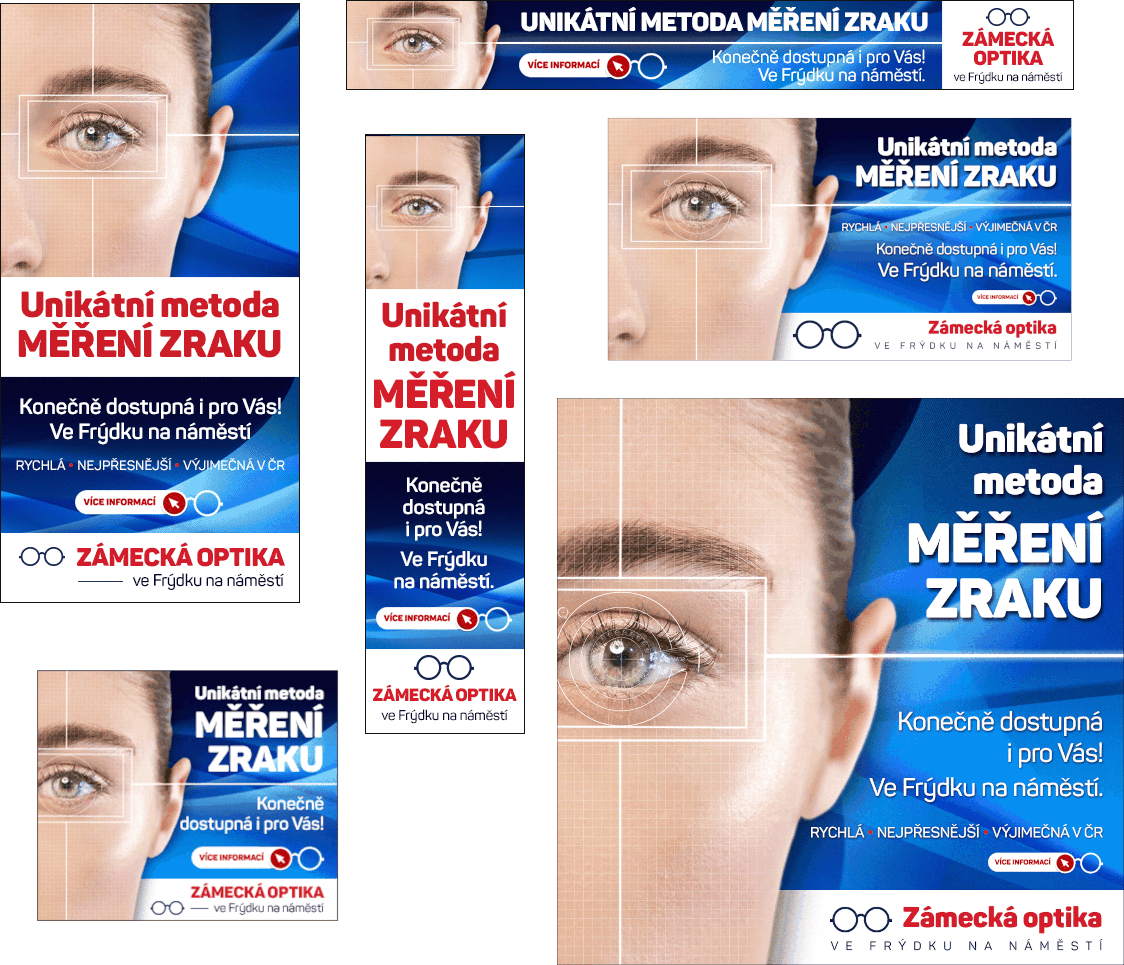 Unikátní metoda
MĚŘENÍ ZRAKU
Konečně dostupná i pro Vás!
Ve Frýdku na náměstí
RYCHLÁ • NEJPŘESNĚJŠÍ • VÝJIMEČNÁ V ČR
VÍCE INFORMACÍ
ZÁMECKÁ OPTIKA
ve Frýdku na náměstí
UNIKÁTNÍ METODA MĚŘENÍ ZRAKU
VÍCE INFORMACÍ
Konečně dostupná i pro Vás!
Ve Frýdku na náměstí.
ZÁMECKÁ
OPTIKA
ve Frýdku na náměstí
Unikátní
metoda
MĚŘENÍ
ZRAKU
Konečně
dostupná
i pro Vás!
Ve Frýdku
na náměstí.
VÍCE INFORMACÍ
ZÁMECKÁ OPTIKA
ve Frýdku na náměstí
Unikátní metoda
MĚŘENÍ ZRAKU
RYCHLÁ • NEJPŘESNĚJŠÍ • VÝJIMEČNÁ V ČR
Konečně dostupná i pro Vás!
Ve Frýdku na náměstí.
VÍCE INFORMACÍ
Zámecká optika
VE FRÝDKU NA NÁMĚSTÍ
Unikátní metoda
MĚŘENÍ
ZRAKU
Konečně
dostupná i pro Vás!
VÍCE INFORMACÍ
ZÁMECKÁ OPTIKA
ve Frýdku na náměstí
Unikátní
metoda
MĚŘENÍ
ZRAKU
Konečně dostupná
i pro Vás!
Ve Frýdku na náměstí.
RYCHLÁ • NEJPŘESNĚJŠÍ • VÝJIMEČNÁ V ČR
VÍCE INFORMACÍ
Zámecká optika
VE FRÝDKU NA NÁMĚSTÍ